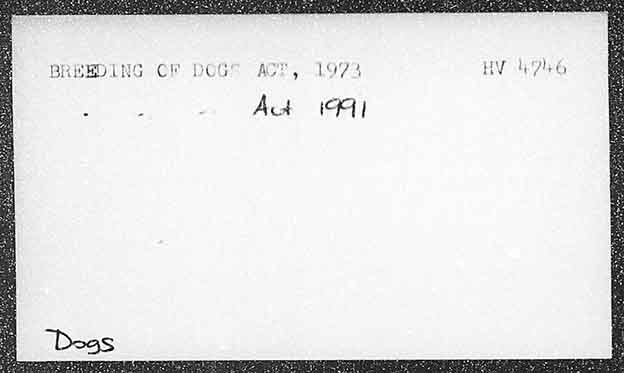 BREEDING OF DOGS ACT, 1973 HV 4746
. . . Act 1991
Dogs